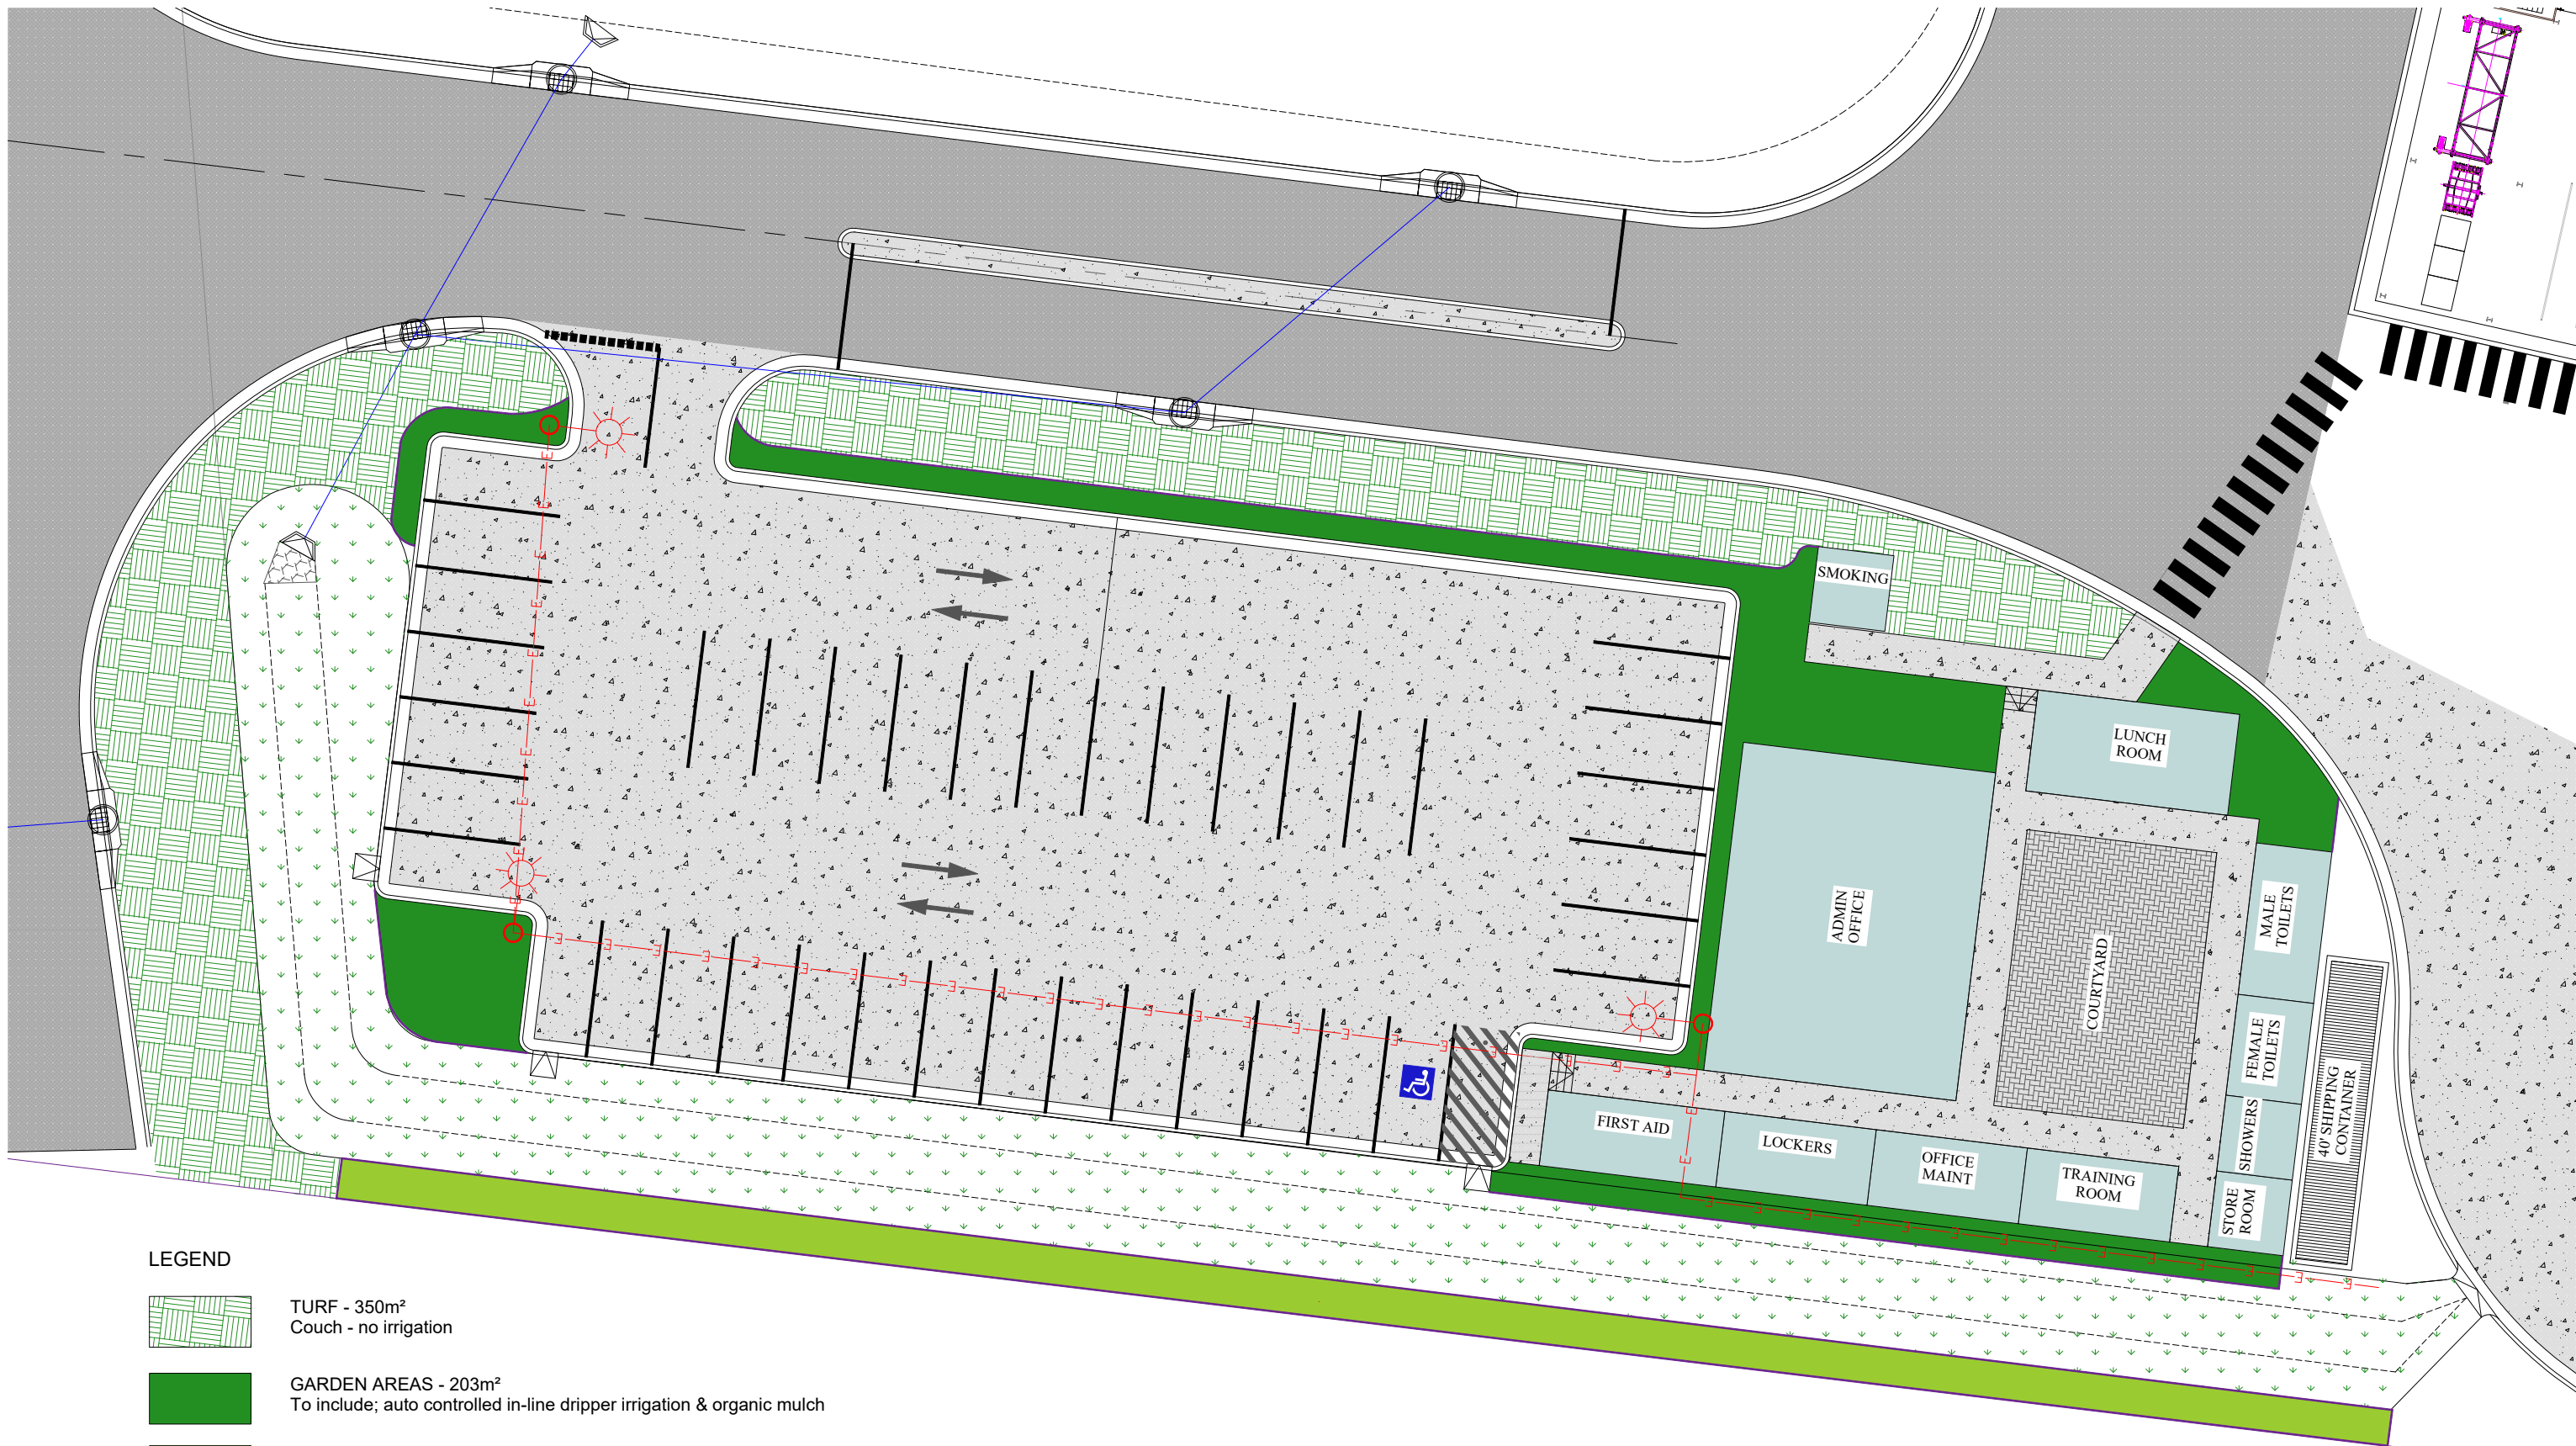 SMOKING
LUNCH
ROOM
ADMIN
OFFICE
COURTYARD
MALE
TOILETS
FEMALE
TOILETS
SHOWERS
STORE
ROOM
40' SHIPPING
CONTAINER
FIRST AID
LOCKERS
OFFICE
MAINT
TRAINING
ROOM
LEGEND
TURF - 350m²
Couch - no irrigation
GARDEN AREAS - 203m²
To include; auto controlled in-line dripper irrigation & organic mulch